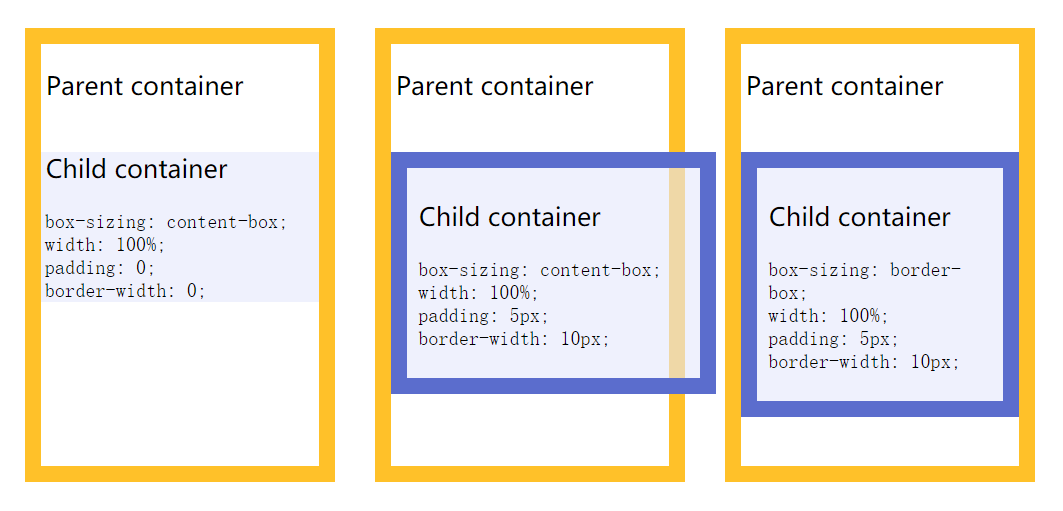 Parent container
Child container
box-sizing: content-box;
width: 100%;
padding: 0;
border-width: 0;
Parent container
Child container
box-sizing: content-box;
width: 100%;
padding: 5px;
border-width: 10px;
Parent container
Child container
box-sizing: border-
box;
width: 100%;
padding: 5px;
border-width: 10px;